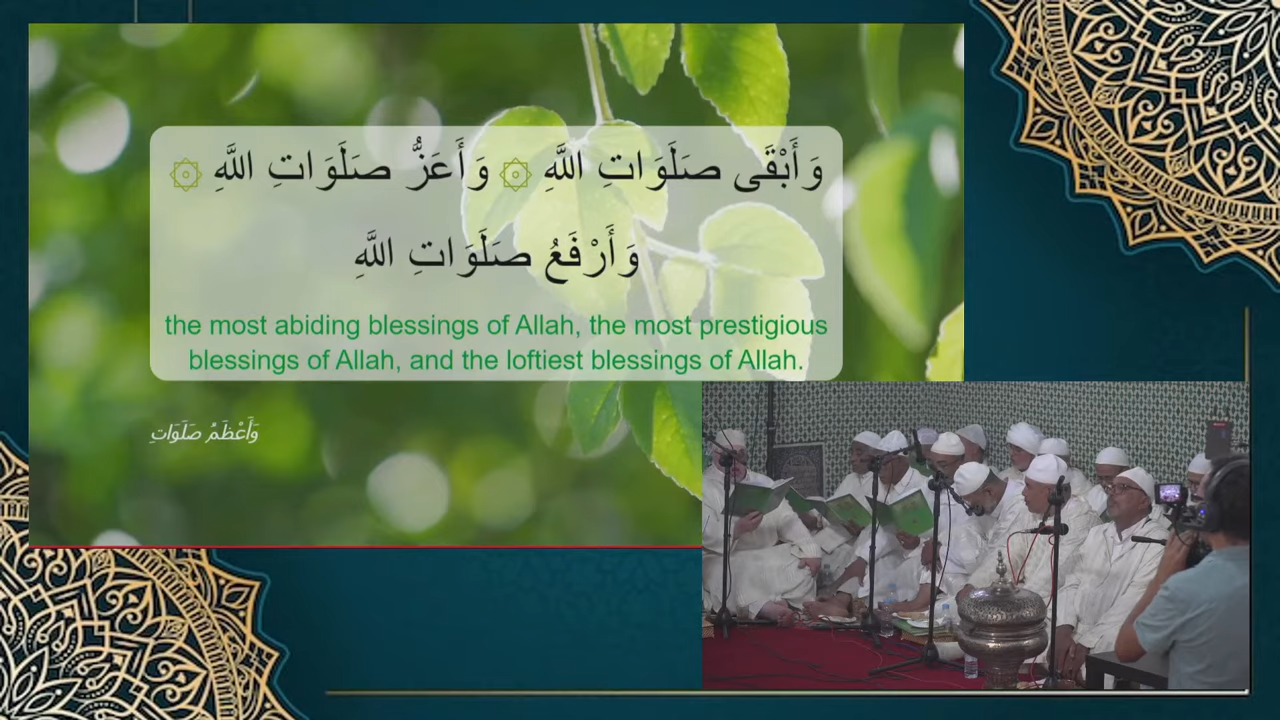 وَأَبْقَى صَلَوَاتِ اللَّهِ ۞ وَأَعَزُّ صَلَوَاتِ اللَّهِ ۞
وَأَرْفَعُ صَلَوَاتِ اللَّهِ
the most abiding blessings of Allah, the most prestigious
blessings of Allah, and the loftiest blessings of Allah.
وَأَعْظَمُ صَلَوَاتِ